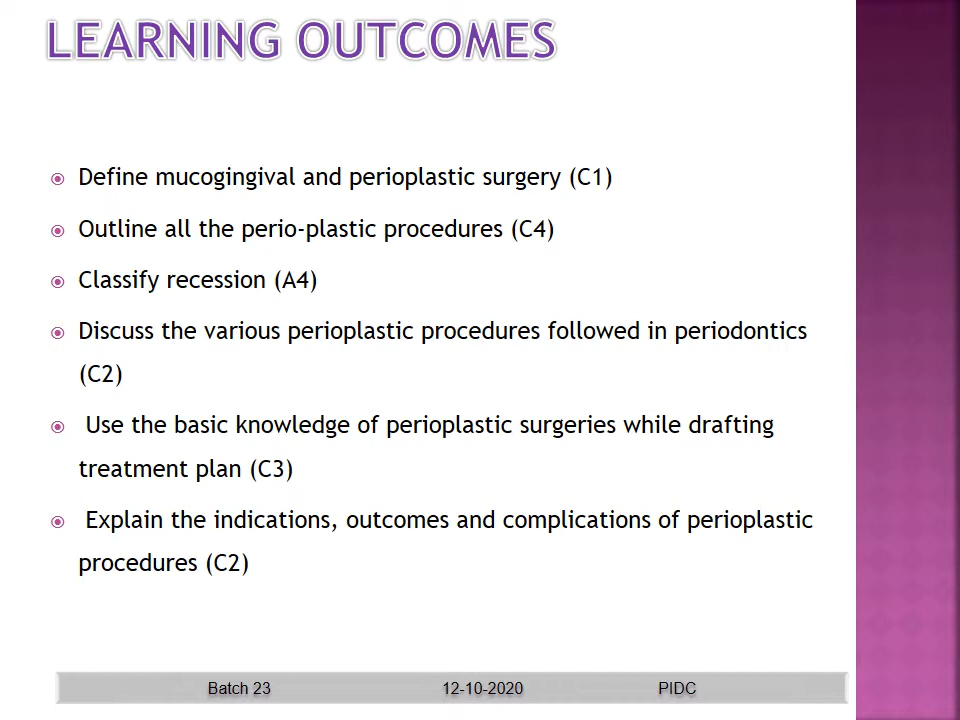 LEARNING OUTCOMES
Define mucogingival and perioplastic surgery (C1)
Outline all the perio-plastic procedures (C4)
Classify recession (A4)
Discuss the various perioplastic procedures followed in periodontics
(C2)
Use the basic knowledge of perioplastic surgeries while drafting
treatment plan (C3)
Explain the indications, outcomes and complications of perioplastic
procedures (C2)
Batch 23 12-10-2020 PIDC